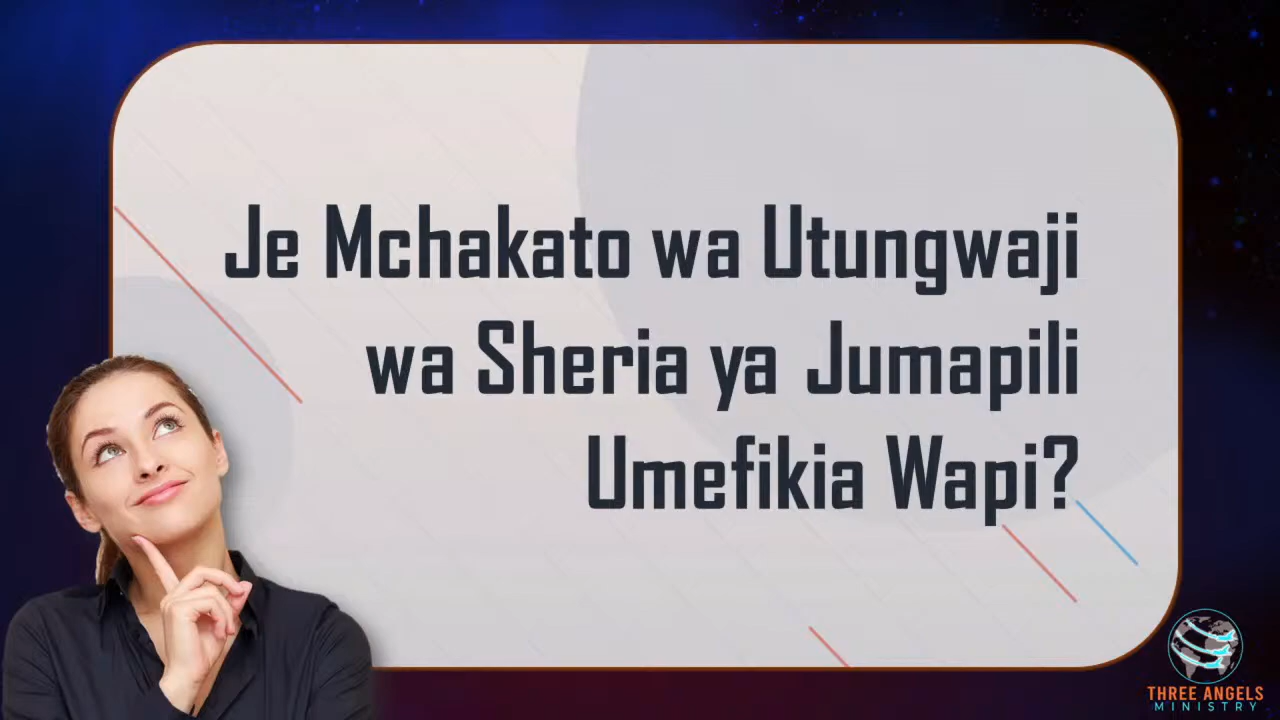 Je Mchakato wa Utungwaji
wa Sheria ya Jumapili
Umefikia Wapi?
THREE ANGELS
MINISTRY